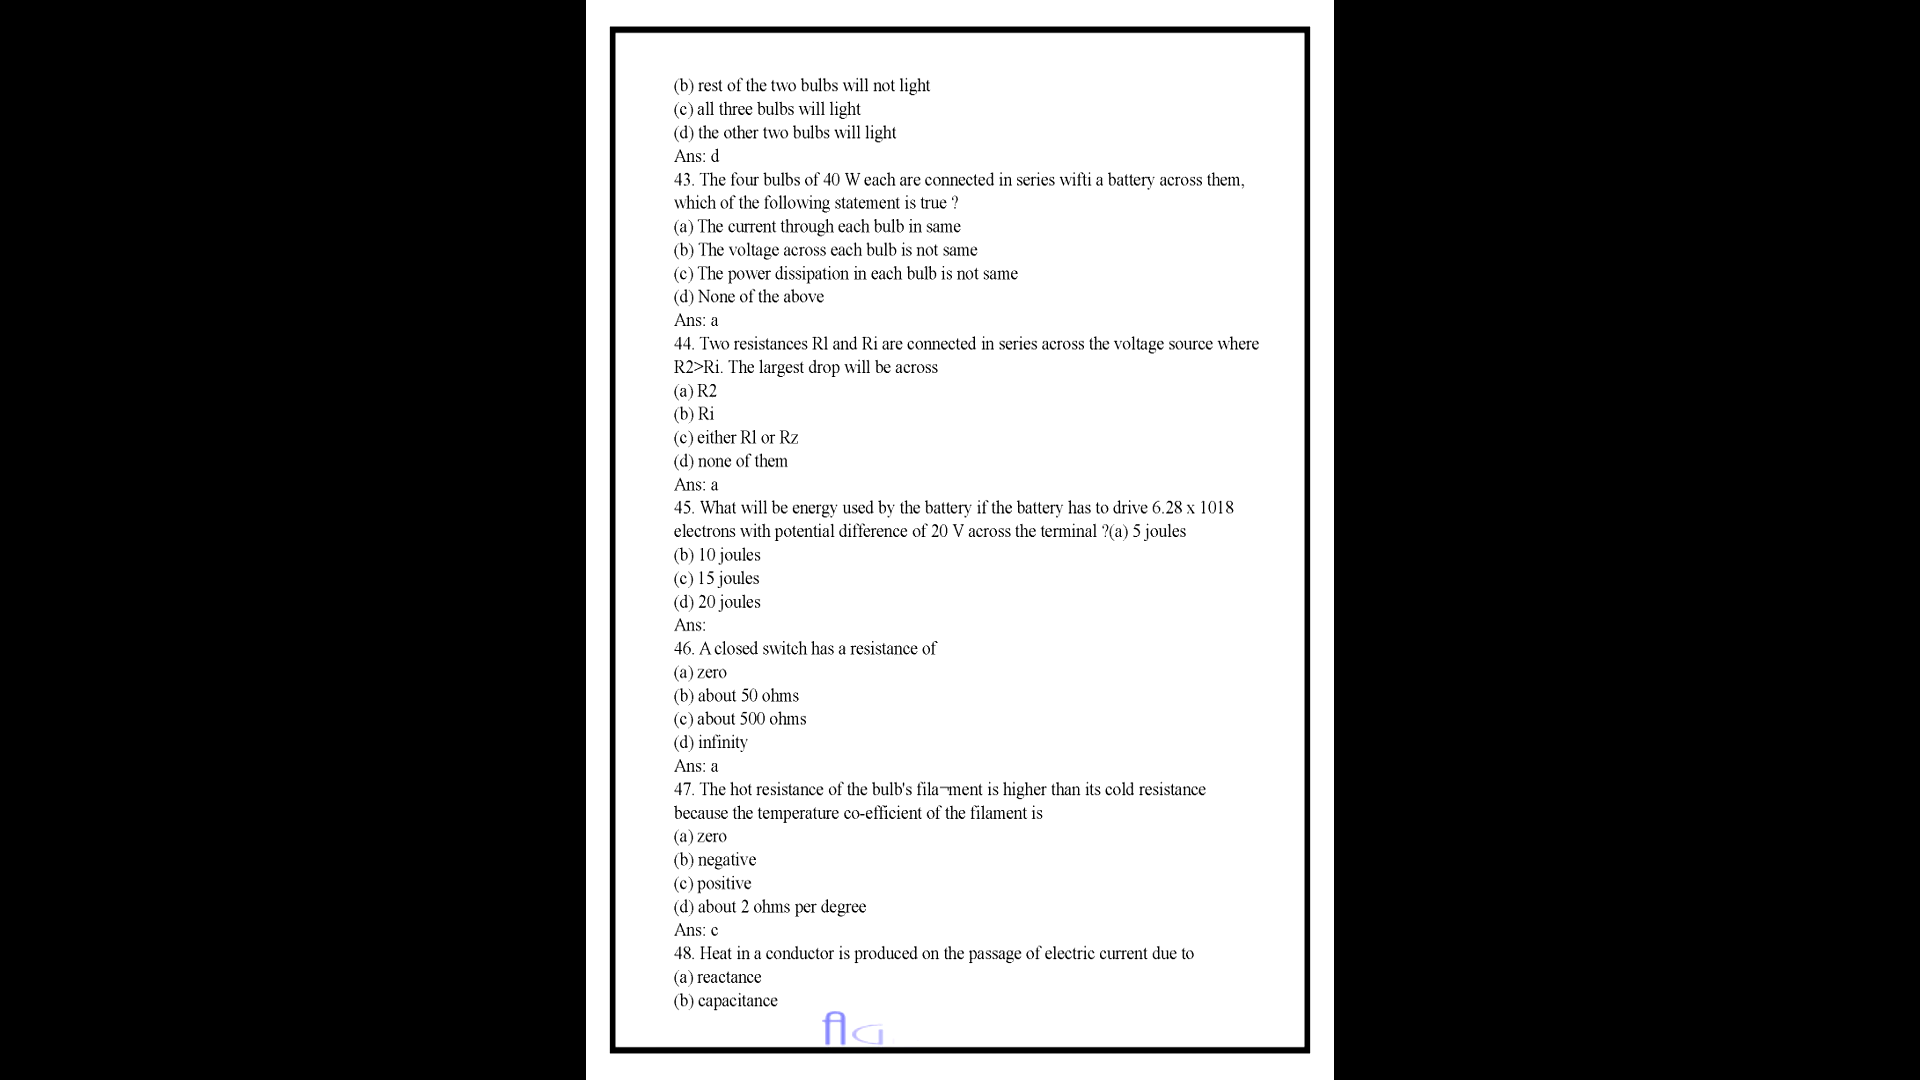 (b) rest of the two bulbs will not light
(c) all three bulbs will light
(d) the other two bulbs will light
Ans: d
43. The four bulbs of 40 W each are connected in series wifti a battery across them,
which of the following statement is true ?
(a) The current through each bulb in same
(b) The voltage across each bulb is not same
(c) The power dissipation in each bulb is not same
(d) None of the above
Ans: a
44. Two resistances Rl and Ri are connected in series across the voltage source where
R2>Ri. The largest drop will be across
(a) R2
(b) Ri
(c) either Rl or Rz
(d) none of them
Ans: a
45. What will be energy used by the battery if the battery has to drive 6.28 x 1018
electrons with potential difference of 20 V across the terminal ?(a) 5 joules
(b) 10 joules
(c) 15 joules
(d) 20 joules
Ans:
46. A closed switch has a resistance of
(a) zero
(b) about 50 ohms
(c) about 500 ohms
(d) infinity
Ans: a
47. The hot resistance of the bulb's fila¬ment is higher than its cold resistance
because the temperature co-efficient of the filament is
(a) zero
(b) negative
(c) positive
(d) about 2 ohms per degree
Ans: c
48. Heat in a conductor is produced on the passage of electric current due to
(a) reactance
(b) capacitance